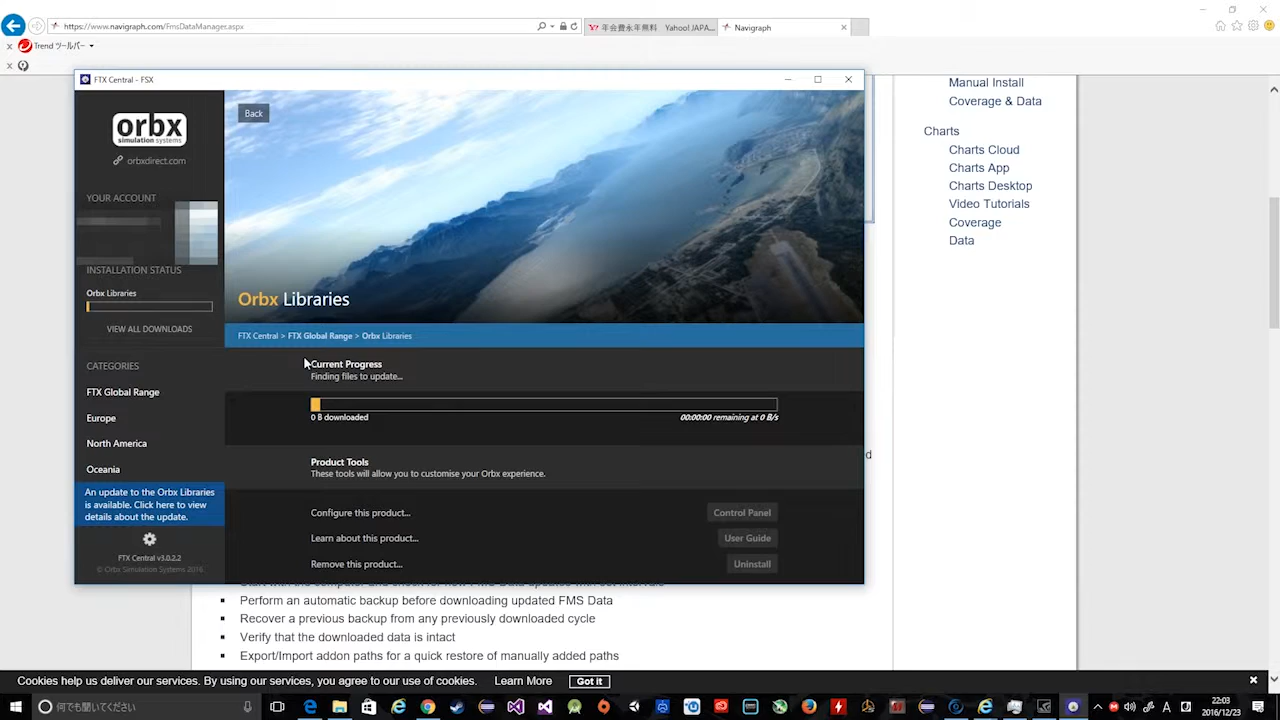 https://www.navigraph.com/FmsDataManager.aspx
年会費永年無料 Yahoo! JAPA...
Navigraph
Trend ツールバー
FTX Central - FSX
Manual Install
Coverage & Data
Charts
Charts Cloud
Charts App
Charts Desktop
Video Tutorials
Coverage
Data
orbx
simulation systems
orbxdirect.com
YOUR ACCOUNT
INSTALLATION STATUS
Orbx Libraries
VIEW ALL DOWNLOADS
CATEGORIES
FTX Global Range
Europe
North America
Oceania
An update to the Orbx Libraries
is available. Click here to view
details about the update.
FTX Central v3.0.2.2
© Orbx Simulation Systems 2016
Back
Orbx Libraries
FTX Central > FTX Global Range > Orbx Libraries
Current Progress
Finding files to update...
0 B downloaded
00:00:00 remaining at 0 B/s
Product Tools
These tools will allow you to customise your Orbx experience.
Configure this product...
Control Panel
Learn about this product...
User Guide
Remove this product...
Uninstall
Perform an automatic backup before downloading updated FMS Data
Recover a previous backup from any previously downloaded cycle
Verify that the downloaded data is intact
Export/Import addon paths for a quick restore of manually added paths
Cookies help us deliver our services. By using our services, you agree to our use of cookies.
Learn More
Got it
何でも聞いてください
22:03
2016/12/23